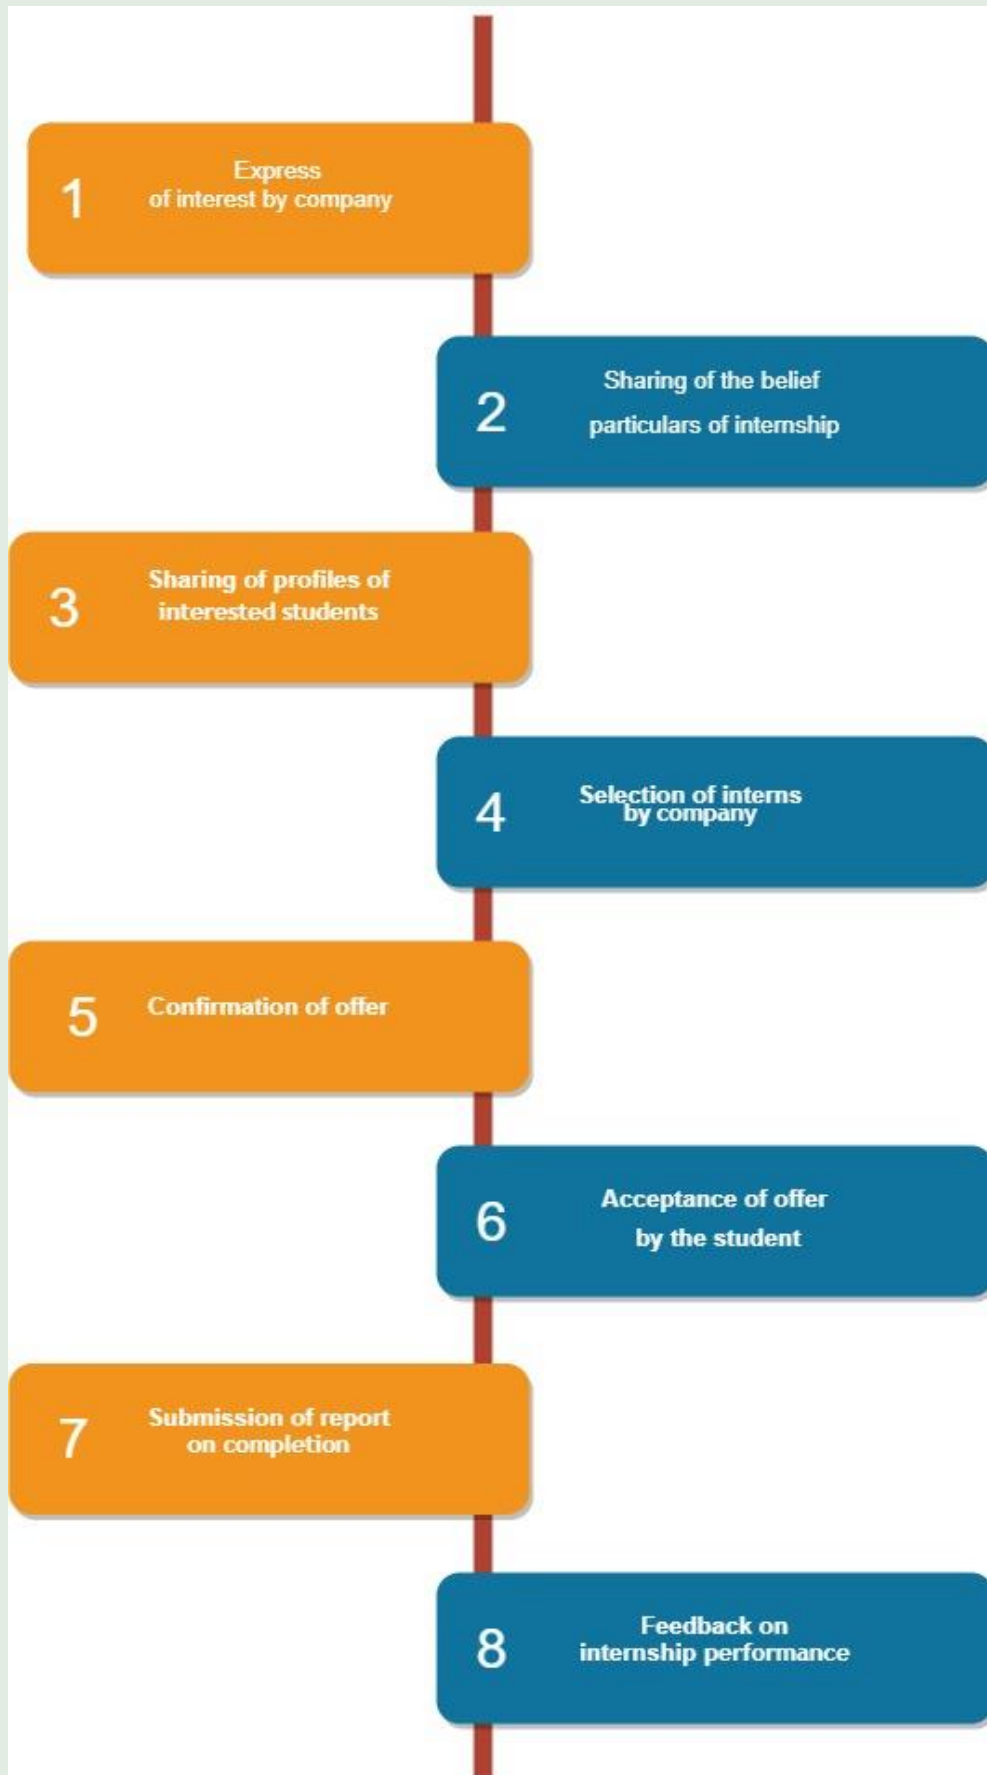 1
Express
of interest by company
2
Sharing of the belief
particulars of internship
3
Sharing of profiles of
interested students
4
Selection of interns
by company
5
Confirmation of offer
6
Acceptance of offer
by the student
7
Submission of report
on completion
8
Feedback on
internship performance